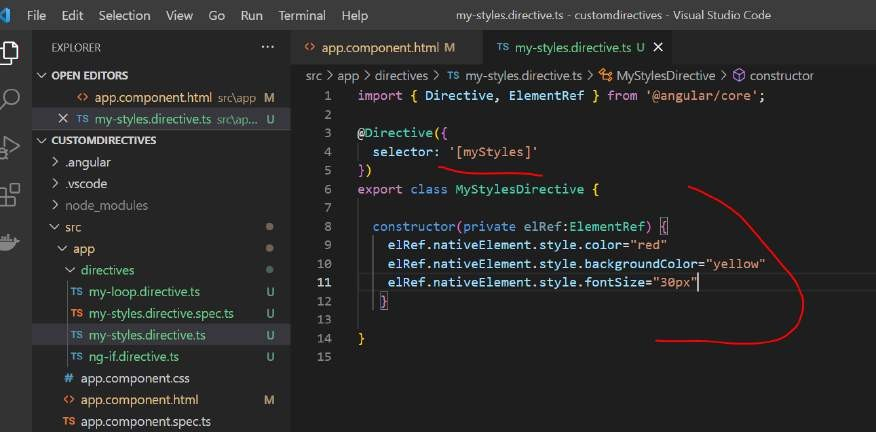 File Edit Selection View Go Run Terminal Help
my-styles.directive.ts - customdirectives - Visual Studio Code
EXPLORER
OPEN EDITORS
app.component.html src\app M
TS my-styles.directive.ts src\ap... U
CUSTOMDIRECTIVES
.angular
.vscode
node_modules
src
app
directives
TS my-loop.directive.ts U
TS my-styles.directive.spec.ts U
TS my-styles.directive.ts U
TS ng-if.directive.ts U
# app.component.css
<> app.component.html M
TS app.component.spec.ts
<> app.component.html M
TS my-styles.directive.ts U
src > app > directives > TS my-styles.directive.ts > MyStylesDirective > constructor
1 import { Directive, ElementRef } from '@angular/core';
2
3 @Directive({
4 selector: '[myStyles]'
5 })
6 export class MyStylesDirective {
7
8 constructor(private elRef:ElementRef) {
9 elRef.nativeElement.style.color="red"
10 elRef.nativeElement.style.backgroundColor="yellow"
11 elRef.nativeElement.style.fontSize="30px"
12 }
13
14 }
15